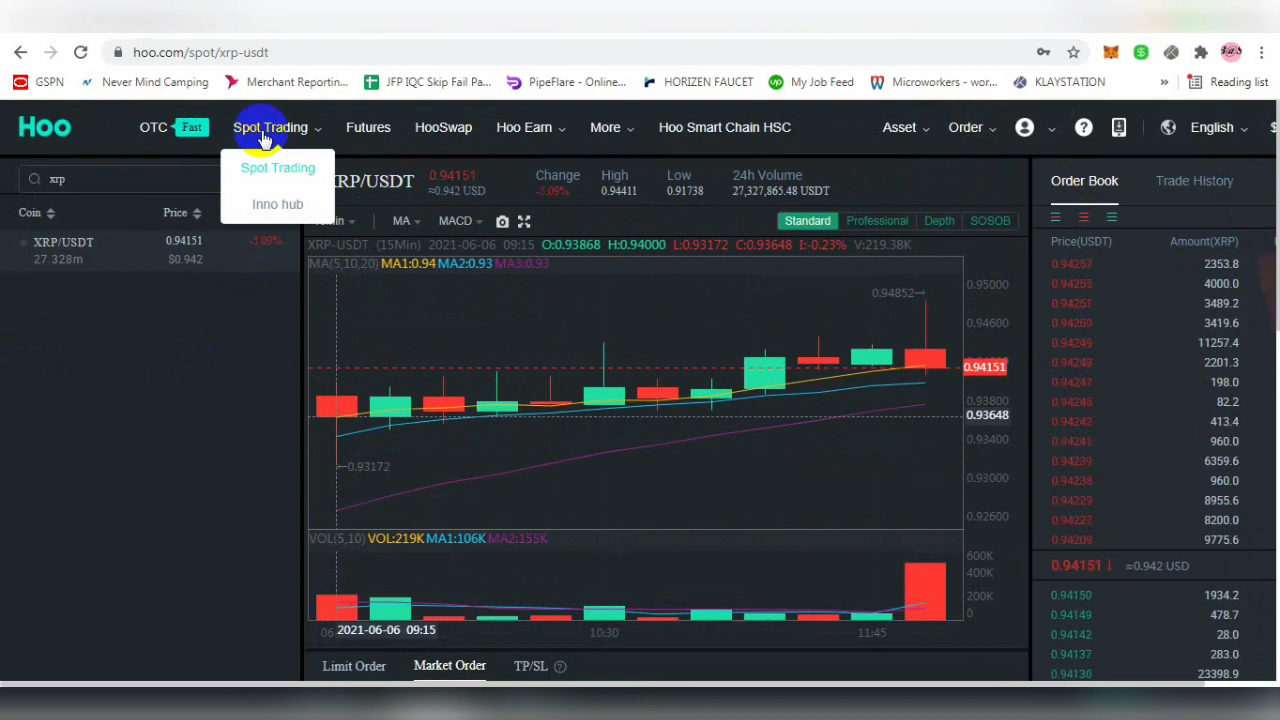 hoo.com/spot/xrp-usdt
GSPN Never Mind Camping Merchant Reportin... JFP IQC Skip Fail Pa... PipeFlare - Online... HORIZEN FAUCET My Job Feed Microworkers - wor... KLAYSTATION » Reading list
Hoo OTC Fast Spot Trading Futures HooSwap Hoo Earn More Hoo Smart Chain HSC Asset Order English
Spot Trading
Inno hub
xrp
Coin Price
XRP/USDT 0.94151 -3.09%
27.328m $0.942
XRP/USDT 0.94151 Change High Low 24h Volume
≈0.942 USD -3.09% 0.94411 0.91738 27,327,865.48 USDT
MA MACD Standard Professional Depth SOSOB
XRP-USDT (15Min) 2021-06-06 09:15 O:0.93868 H:0.94000 L:0.93172 C:0.93648 I:-0.23% V:219.38K
MA(5,10,20) MA1:0.94 MA2:0.93 MA3:0.93
0.95000
0.94852→
0.94600
0.94151
0.93800
0.93648
0.93400
←0.93172
0.93000
0.92600
VOL(5,10) VOL:219K MA1:106K MA2:155K
600K
400K
200K
0
06 2021-06-06 09:15 10:30 11:45
Limit Order Market Order TP/SL
Order Book Trade History
Price(USDT) Amount(XRP)
2353.8
4000.0
0.94251 3489.2
3419.6
0.94249 11257.4
2201.3
0.94247 198.0
82.2
0.94242 413.4
0.94241 960.0
0.94239 6359.6
0.94238 960.0
0.94229 8955.6
0.94227 8200.0
0.94209 9775.6
0.94151↓ ≈0.942 USD
0.94150 1934.2
0.94149 478.7
0.94142 28.0
0.94137 283.0
0.94130 23398.9